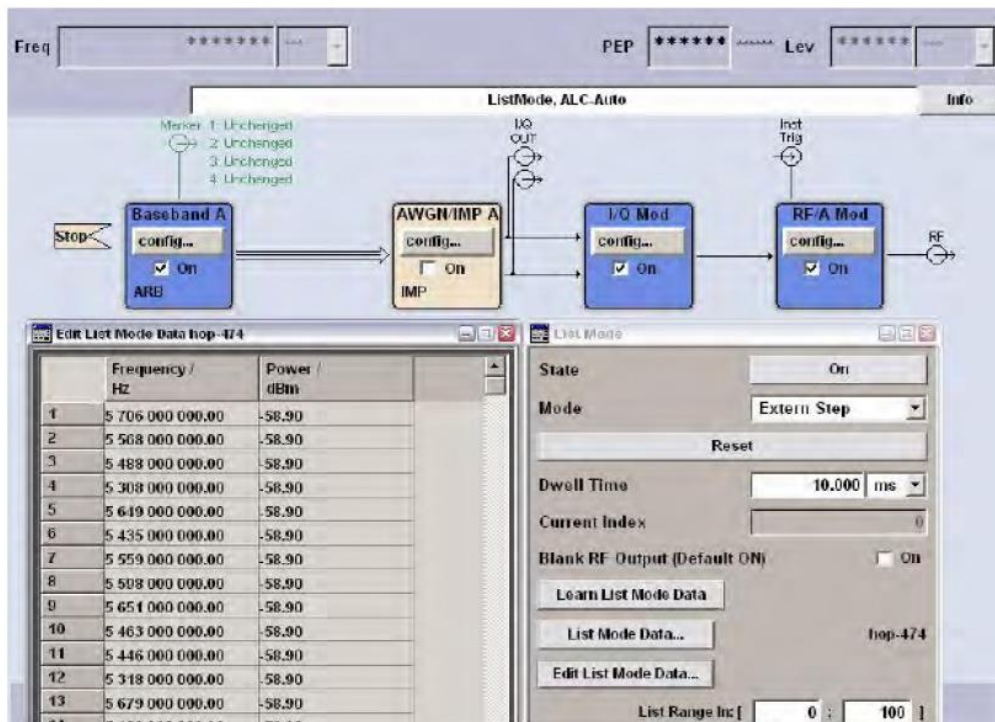 Freq ******* --- PEP ****** ------ Lev ****** ---
ListMode, ALC-Auto Info
Marker 1: Unchanged
2: Unchanged
3: Unchanged
4: Unchanged
I/Q
OUT
Inst
Trig
Stop
Baseband A
config...
On
ARB
AWGN/IMP A
config...
On
IMP
I/Q Mod
config...
On
RF/A Mod
config...
On
RF
Edit List Mode Data hop-474
Frequency / Hz Power / dBm
1 5 706 000 000.00 -58.90
2 5 568 000 000.00 -58.90
3 5 488 000 000.00 -58.90
4 5 308 000 000.00 -58.90
5 5 649 000 000.00 -58.90
6 5 435 000 000.00 -58.90
7 5 559 000 000.00 -58.90
8 5 598 000 000.00 -58.90
9 5 651 000 000.00 -58.90
10 5 463 000 000.00 -58.90
11 5 446 000 000.00 -58.90
12 5 318 000 000.00 -58.90
13 5 679 000 000.00 -58.90
List Mode
State On
Mode Extern Step
Reset
Dwell Time 10.000 ms
Current Index 0
Blank RF Output (Default ON) On
Learn List Mode Data
List Mode Data... hop-474
Edit List Mode Data...
List Range In: [ 0 : 100 ]